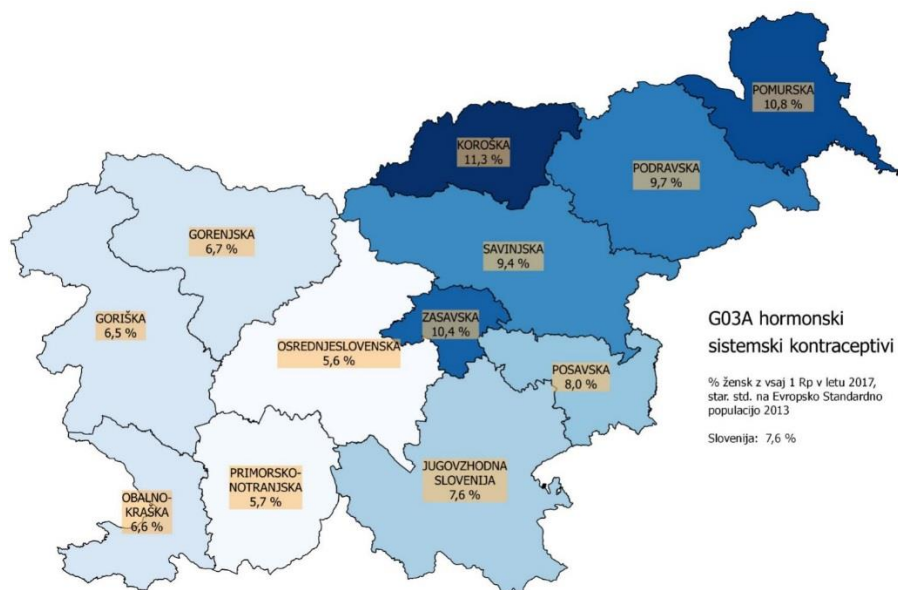 POMURSKA
10,8 %
KOROŠKA
11,3 %
PODRAVSKA
9,7 %
GORENJSKA
6,7 %
SAVINJSKA
9,4 %
GORIŠKA
6,5 %
ZASAVSKA
10,4 %
OSREDNJESLOVENSKA
5,6 %
POSAVSKA
8,0 %
PRIMORSKO-
NOTRANJSKA
5,7 %
JUGOVZHODNA
SLOVENIJA
7,6 %
OBALNO-
KRAŠKA
6,6 %
G03A hormonski
sistemski kontraceptivi
% žensk z vsaj 1 Rp v letu 2017,
star. std. na Evropsko Standardno
populacijo 2013
Slovenija: 7,6 %